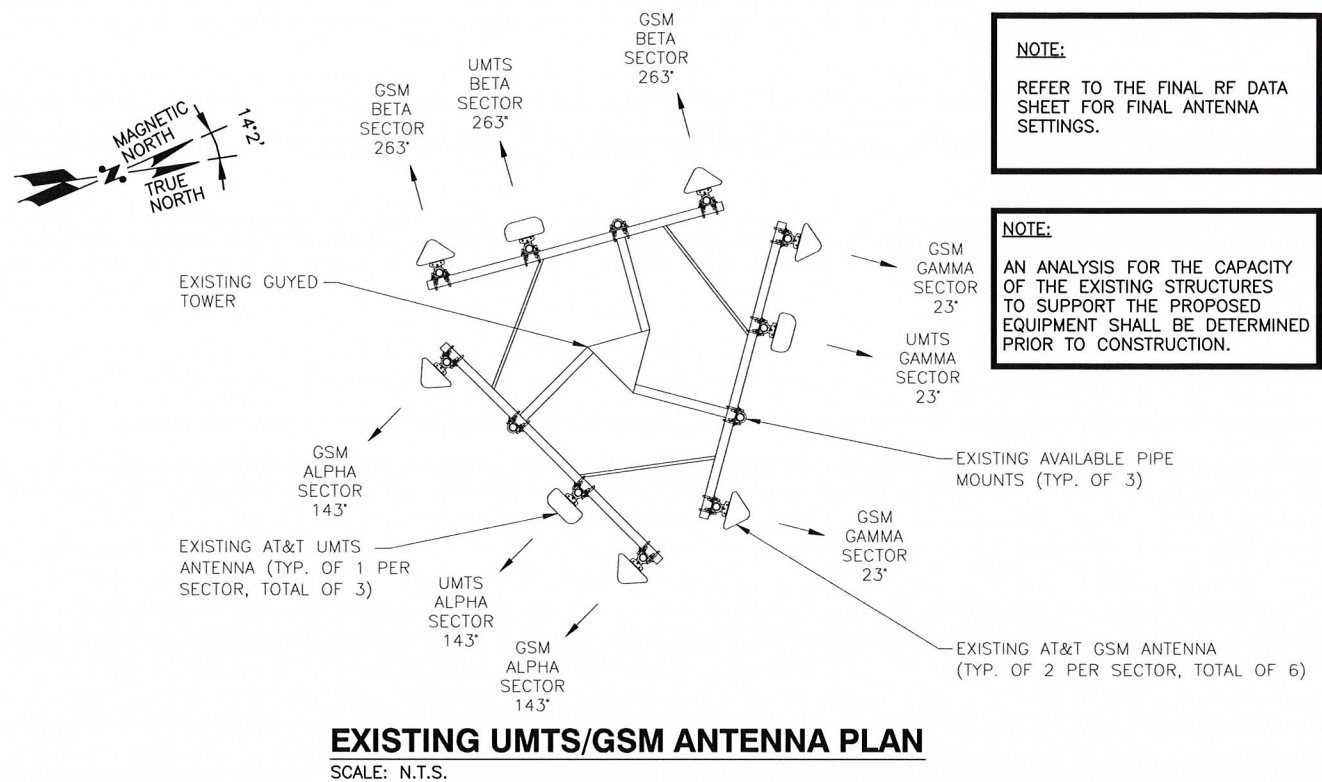 GSM
BETA
SECTOR
263°
UMTS
BETA
SECTOR
263°
GSM
BETA
SECTOR
263°
MAGNETIC
NORTH
14°2'
N
TRUE
NORTH
NOTE:
REFER TO THE FINAL RF DATA
SHEET FOR FINAL ANTENNA
SETTINGS.
NOTE:
AN ANALYSIS FOR THE CAPACITY
OF THE EXISTING STRUCTURES
TO SUPPORT THE PROPOSED
EQUIPMENT SHALL BE DETERMINED
PRIOR TO CONSTRUCTION.
EXISTING GUYED
TOWER
GSM
GAMMA
SECTOR
23°
UMTS
GAMMA
SECTOR
23°
GSM
ALPHA
SECTOR
143°
EXISTING AVAILABLE PIPE
MOUNTS (TYP. OF 3)
GSM
GAMMA
SECTOR
23°
EXISTING AT&T UMTS
ANTENNA (TYP. OF 1 PER
SECTOR, TOTAL OF 3)
UMTS
ALPHA
SECTOR
143°
GSM
ALPHA
SECTOR
143°
EXISTING AT&T GSM ANTENNA
(TYP. OF 2 PER SECTOR, TOTAL OF 6)
EXISTING UMTS/GSM ANTENNA PLAN
SCALE: N.T.S.